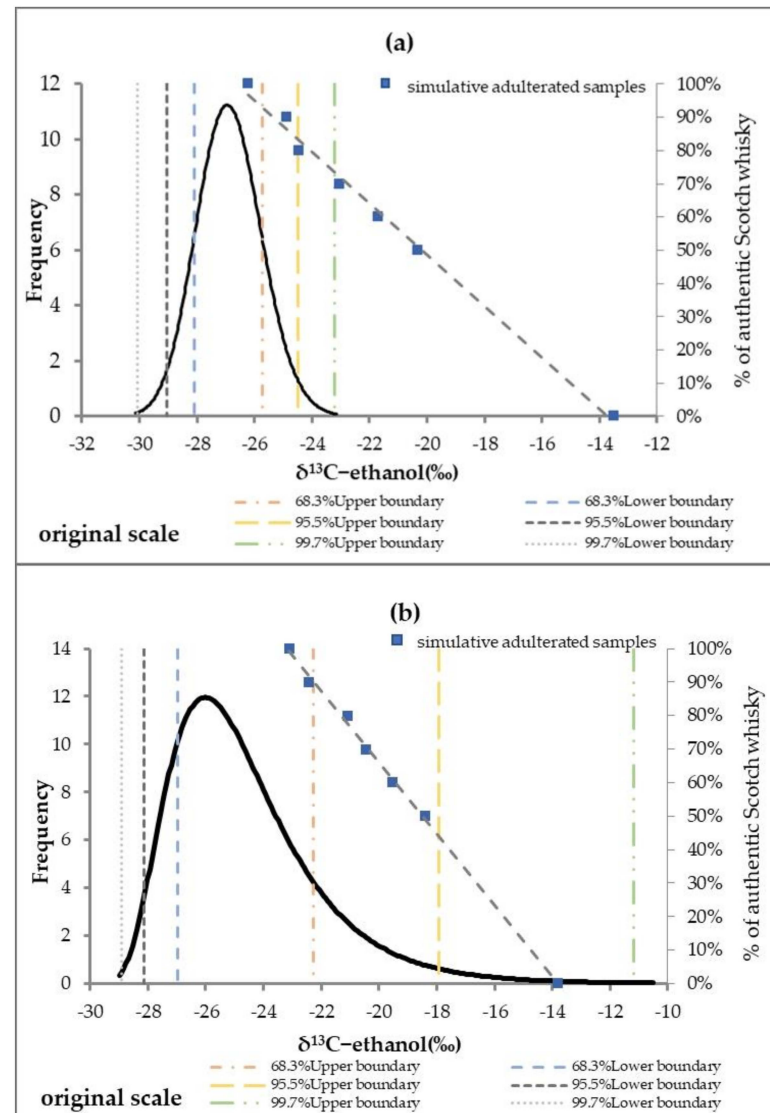 (a)
simulative adulterated samples
12
10
8
6
4
2
0
Frequency
100%
90%
80%
70%
60%
50%
40%
30%
20%
10%
0%
% of authentic Scotch whisky
-32 -30 -28 -26 -24 -22 -20 -18 -16 -14 -12
δ¹³C−ethanol(‰)
68.3%Upper boundary 68.3%Lower boundary
95.5%Upper boundary 95.5%Lower boundary
99.7%Upper boundary 99.7%Lower boundary
original scale
(b)
simulative adulterated samples
14
12
10
8
6
4
2
0
Frequency
100%
90%
80%
70%
60%
50%
40%
30%
20%
10%
0%
% of authentic Scotch whisky
-30 -28 -26 -24 -22 -20 -18 -16 -14 -12 -10
δ¹³C−ethanol(‰)
68.3%Upper boundary 68.3%Lower boundary
95.5%Upper boundary 95.5%Lower boundary
99.7%Upper boundary 99.7%Lower boundary
original scale